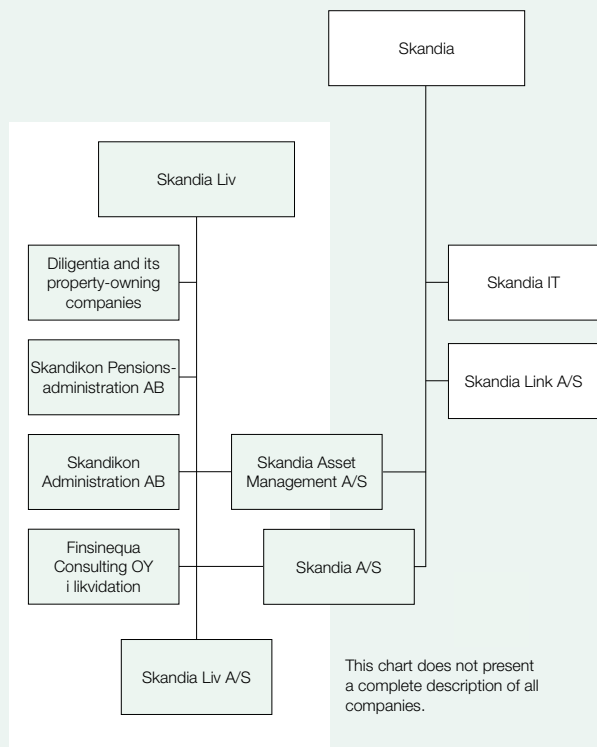 Skandia
Skandia Liv
Diligentia and its
property-owning
companies
Skandia IT
Skandikon Pensions-
administration AB
Skandia Link A/S
Skandikon
Administration AB
Skandia Asset
Management A/S
Finsinequa
Consulting OY
i likvidation
Skandia A/S
Skandia Liv A/S
This chart does not present
a complete description of all
companies.